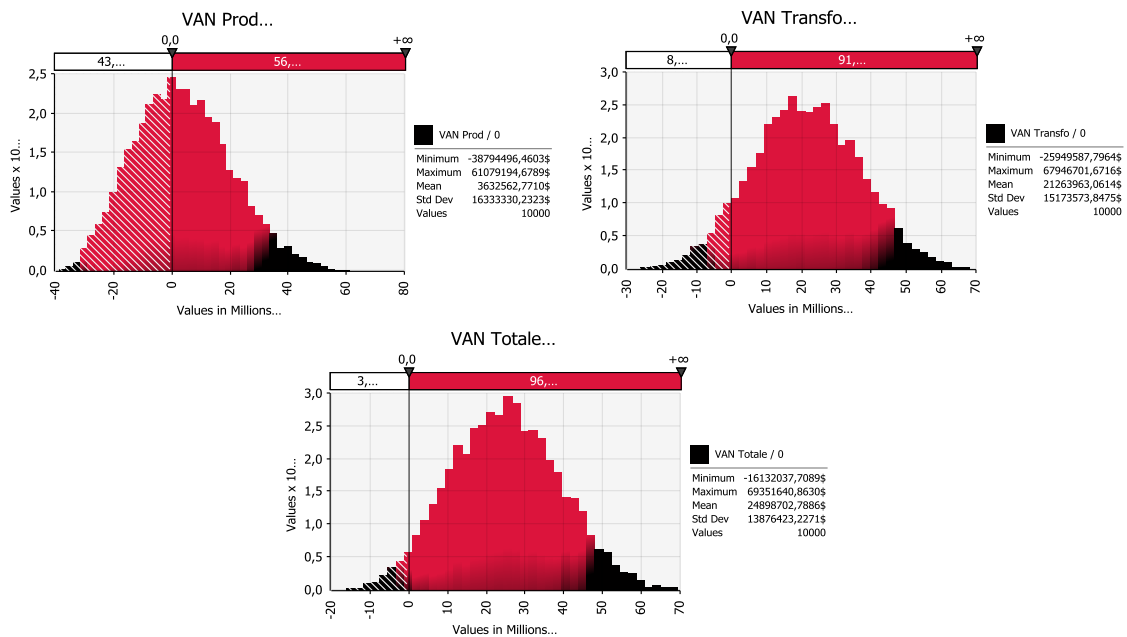 VAN Prod...
0,0
+∞
43,...
56,...
2,5
2,0
1,5
1,0
0,5
0,0
Values x 10...
-40
-20
0
20
40
60
80
Values in Millions...
VAN Prod / 0
Minimum -38794496,4603$
Maximum 61079194,6789$
Mean 3632562,7710$
Std Dev 16333330,2323$
Values 10000
VAN Transfo...
0,0
+∞
8,...
91,...
3,0
2,5
2,0
1,5
1,0
0,5
0,0
Values x 10...
-30
-20
-10
0
10
20
30
40
50
60
70
Values in Millions...
VAN Transfo / 0
Minimum -25949587,7964$
Maximum 67946701,6716$
Mean 21263963,0614$
Std Dev 15173573,8475$
Values 10000
VAN Totale...
0,0
+∞
3,...
96,...
3,0
2,5
2,0
1,5
1,0
0,5
0,0
Values x 10...
-20
-10
0
10
20
30
40
50
60
70
Values in Millions...
VAN Totale / 0
Minimum -16132037,7089$
Maximum 69351640,8630$
Mean 24898702,7886$
Std Dev 13876423,2271$
Values 10000